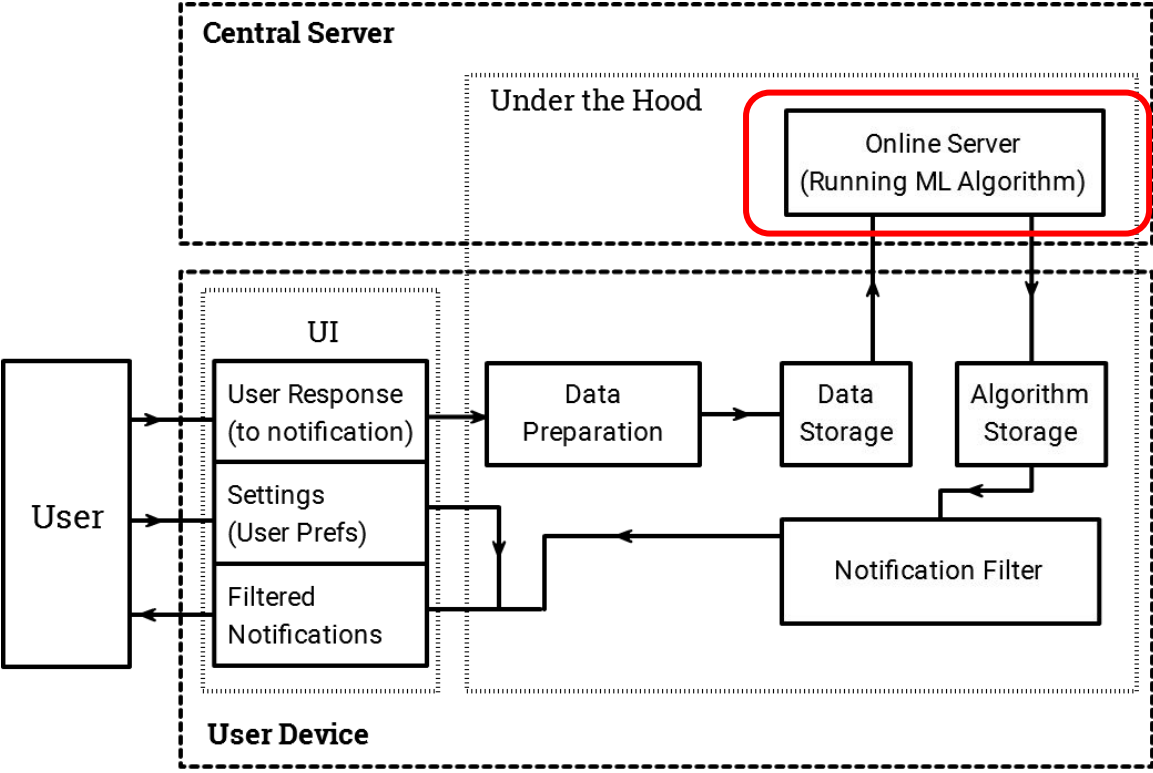 Central Server
Under the Hood
Online Server
(Running ML Algorithm)
UI
User
User Response
(to notification)
Settings
(User Prefs)
Filtered
Notifications
Data
Preparation
Data
Storage
Algorithm
Storage
Notification Filter
User Device